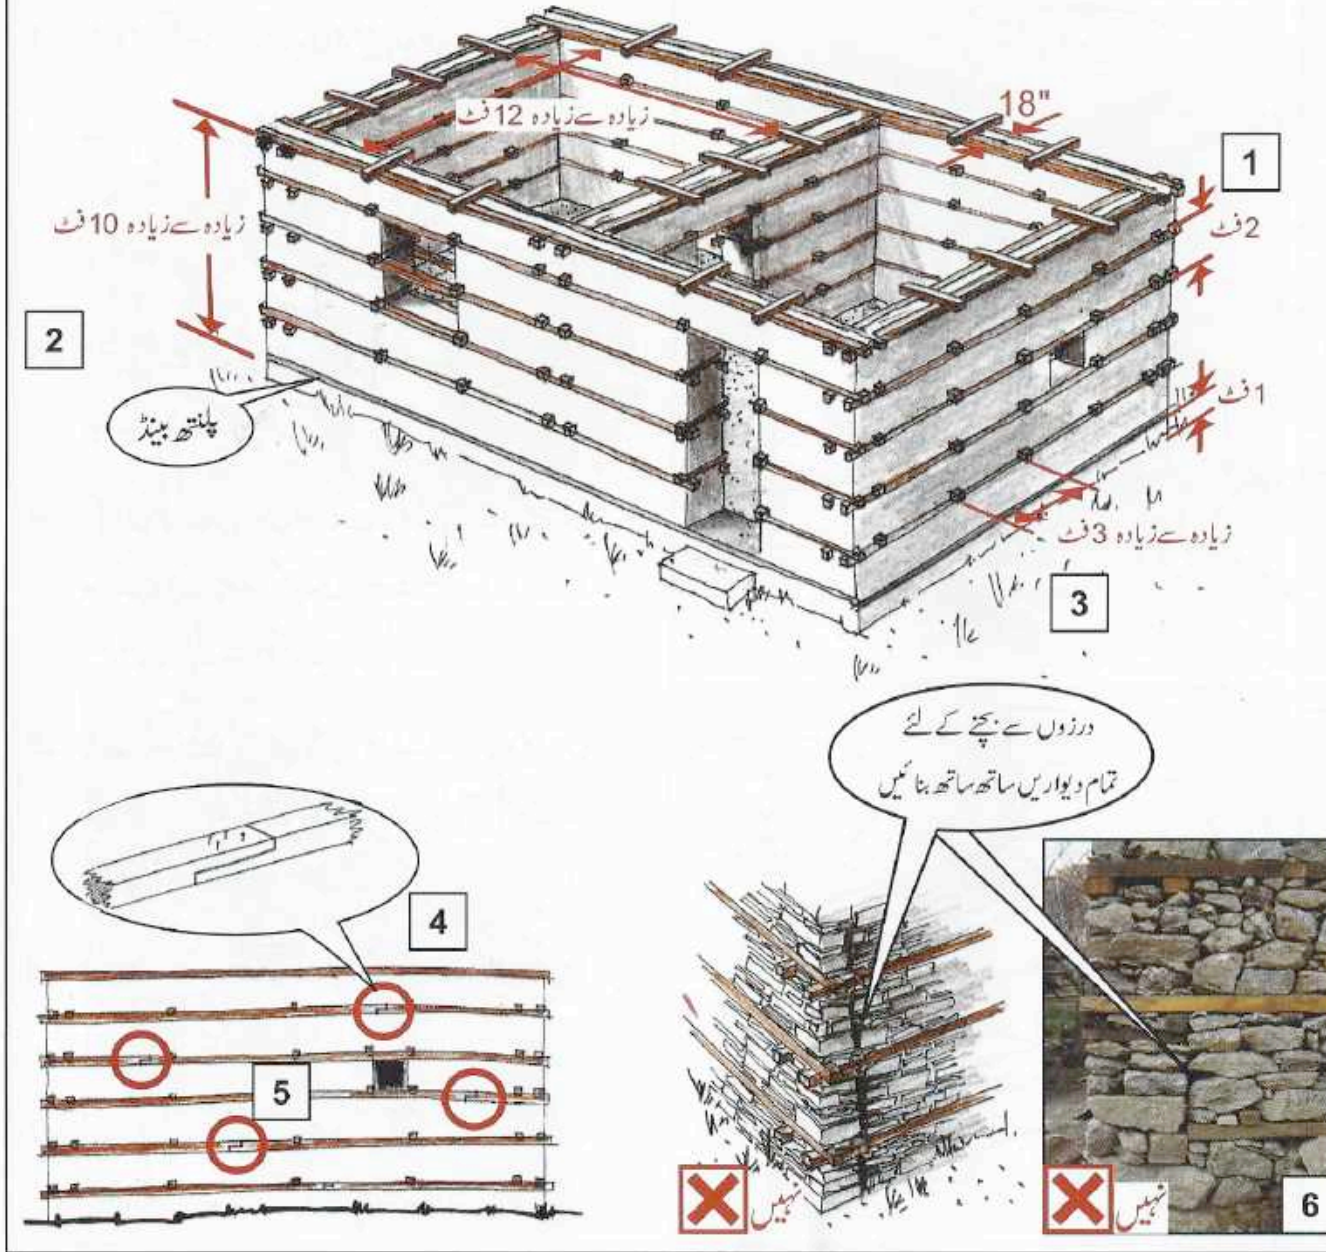 زیادہ سے زیادہ 12 فٹ
18"
1
زیادہ سے زیادہ 10 فٹ
2 فٹ
2
پلنتھ بینڈ
1 فٹ
زیادہ سے زیادہ 3 فٹ
3
درزوں سے بچنے کے لئے
تمام دیواریں ساتھ ساتھ بنائیں
4
5
نہیں
نہیں
6